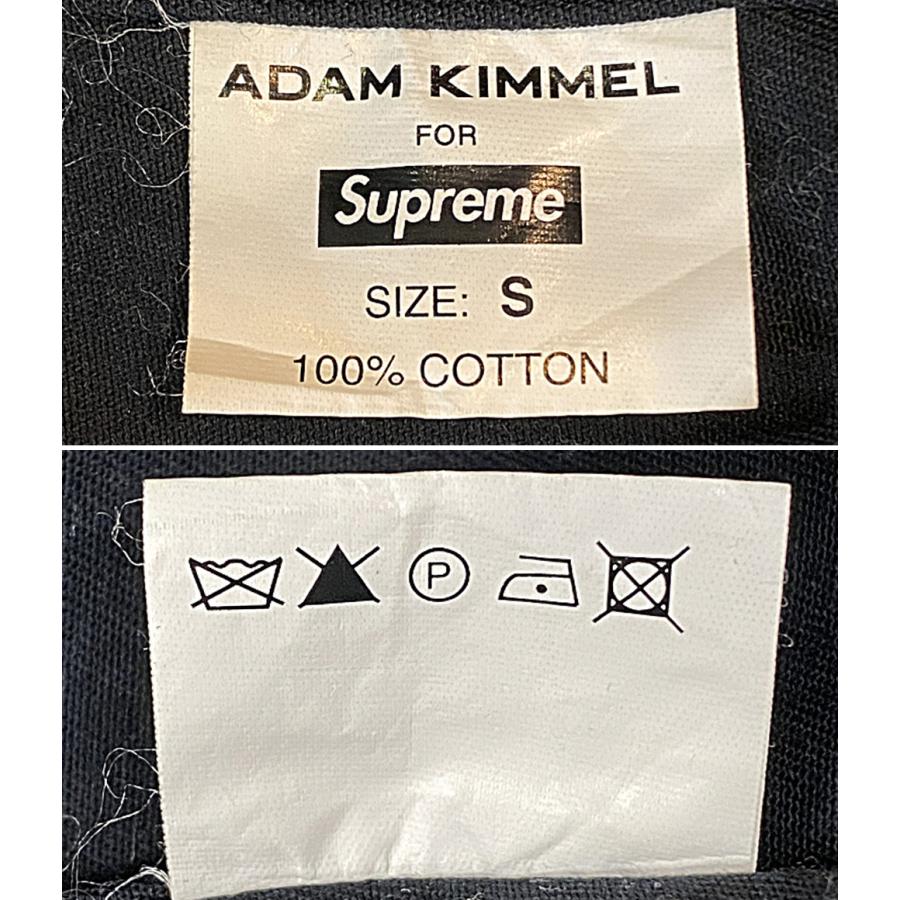 ADAM KIMMEL
FOR
Supreme
SIZE: S
100% COTTON
P